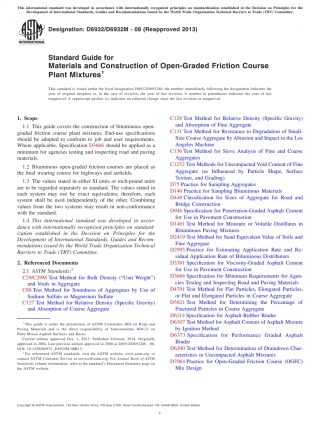 This international standard was developed in accordance with internationally recognized principles on standardization established in the Decision on Principles for the
Development of International Standards, Guides and Recommendations issued by the World Trade Organization Technical Barriers to Trade (TBT) Committee.
Designation: D6932/D6932M − 08 (Reapproved 2013)
INTERNATIONAL
Standard Guide for
Materials and Construction of Open-Graded Friction Course
Plant Mixtures1
This standard is issued under the fixed designation D6932/D6932M; the number immediately following the designation indicates the
year of original adoption or, in the case of revision, the year of last revision. A number in parentheses indicates the year of last
reapproval. A superscript epsilon (ε) indicates an editorial change since the last revision or reapproval.
1. Scope
1.1 This guide covers the construction of bituminous open-
graded friction course plant mixtures. End-use specifications
should be adapted to conform to job and user requirements.
Where applicable, Specification D3666 should be applied as a
minimum for agencies testing and inspecting road and paving
materials.
1.2 Bituminous open-graded friction courses are placed as
the final wearing course for highways and airfields.
1.3 The values stated in either SI units or inch-pound units
are to be regarded separately as standard. The values stated in
each system may not be exact equivalents; therefore, each
system shall be used independently of the other. Combining
values from the two systems may result in non-conformance
with the standard.
1.4 This international standard was developed in accor-
dance with internationally recognized principles on standard-
ization established in the Decision on Principles for the
Development of International Standards, Guides and Recom-
mendations issued by the World Trade Organization Technical
Barriers to Trade (TBT) Committee.
2. Referenced Documents
2.1 ASTM Standards:2
C29/C29M Test Method for Bulk Density (“Unit Weight”)
and Voids in Aggregate
C88 Test Method for Soundness of Aggregates by Use of
Sodium Sulfate or Magnesium Sulfate
C127 Test Method for Relative Density (Specific Gravity)
and Absorption of Coarse Aggregate
1 This guide is under the jurisdiction of ASTM Committee D04 on Road and
Paving Materials and is the direct responsibility of Subcommittee D04.23 on
Plant-Mixed Asphalt Surfaces and Bases.
Current edition approved Dec. 1, 2013. Published February 2014. Originally
DOI: 10.1520/D6932_D6932M-08R13.
2 For referenced ASTM standards, visit the ASTM website, www.astm.org, or
contact ASTM Customer Service at service@astm.org. For Annual Book of ASTM
Standards volume information, refer to the standard's Document Summary page on
the ASTM website.
C128 Test Method for Relative Density (Specific Gravity)
and Absorption of Fine Aggregate
C131 Test Method for Resistance to Degradation of Small-
Size Coarse Aggregate by Abrasion and Impact in the Los
Angeles Machine
C136 Test Method for Sieve Analysis of Fine and Coarse
Aggregates
C1252 Test Methods for Uncompacted Void Content of Fine
Aggregate (as Influenced by Particle Shape, Surface
Texture, and Grading)
D75 Practice for Sampling Aggregates
D140 Practice for Sampling Bituminous Materials
D448 Classification for Sizes of Aggregate for Road and
Bridge Construction
D946 Specification for Penetration-Graded Asphalt Cement
for Use in Pavement Construction
D1461 Test Method for Moisture or Volatile Distillates in
Bituminous Paving Mixtures
D2419 Test Method for Sand Equivalent Value of Soils and
Fine Aggregate
D2995 Practice for Estimating Application Rate and Re-
sidual Application Rate of Bituminous Distributors
D3381 Specification for Viscosity-Graded Asphalt Cement
for Use in Pavement Construction
D3666 Specification for Minimum Requirements for Agen-
cies Testing and Inspecting Road and Paving Materials
D4791 Test Method for Flat Particles, Elongated Particles,
or Flat and Elongated Particles in Coarse Aggregate
D5821 Test Method for Determining the Percentage of
Fractured Particles in Coarse Aggregate
D6114 Specification for Asphalt-Rubber Binder
D6307 Test Method for Asphalt Content of Asphalt Mixture
by Ignition Method
D6373 Specification for Performance Graded Asphalt
Binder
D6390 Test Method for Determination of Draindown Char-
acteristics in Uncompacted Asphalt Mixtures
D7064 Practice for Open-Graded Friction Course (OGFC)
Mix Design
Copyright © ASTM International, 100 Barr Harbor Drive, PO Box C700, West Conshohocken, PA 19428-2959. United States
1